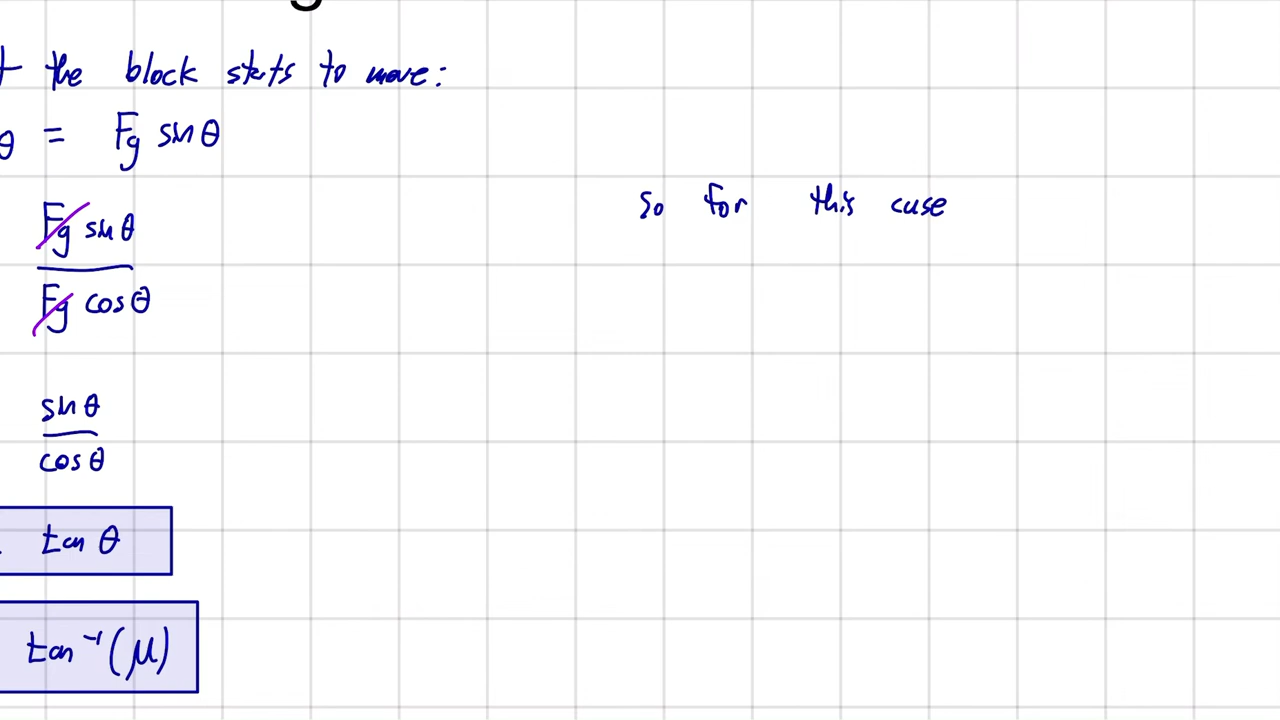 the block starts to move:
θ = Fg sin θ
so for this case
Fg sin θ
Fg cos θ
sin θ
cos θ
tan θ
tan⁻¹(μ)